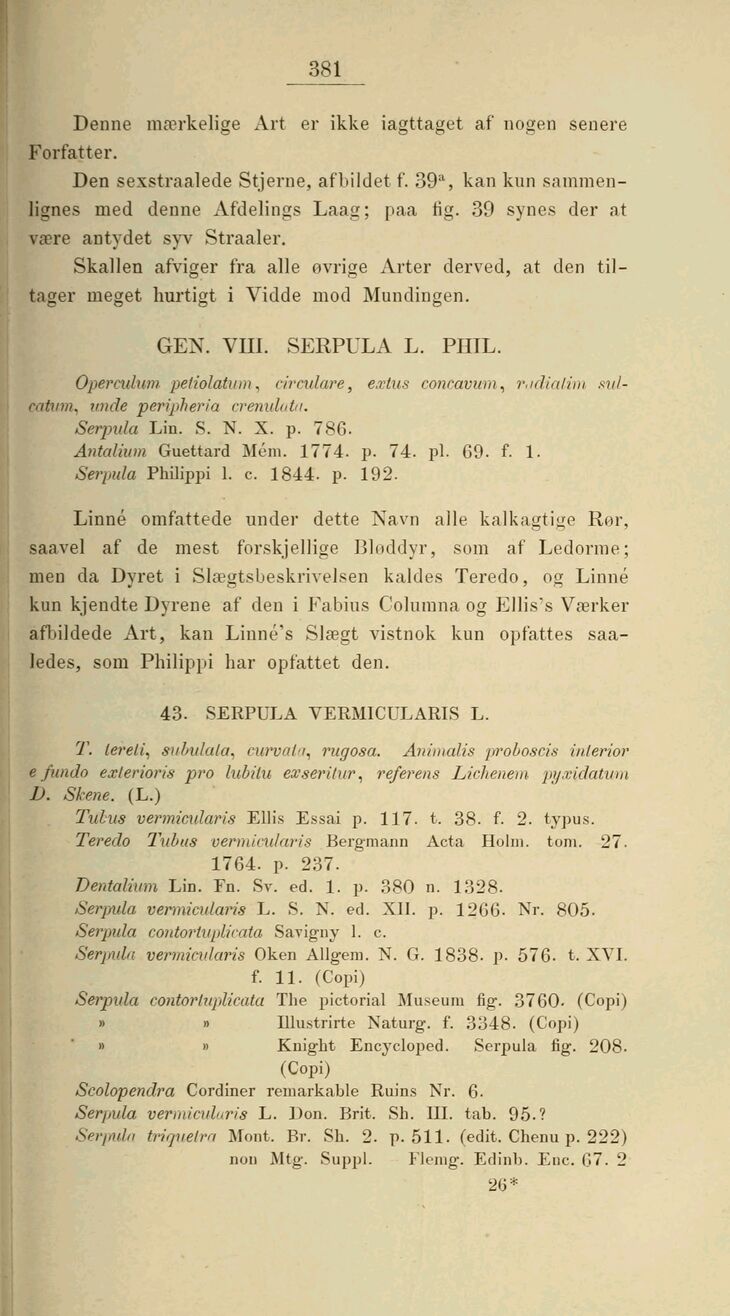 381
Denne mærkelige Art er ikke iagttaget af nogen senere
Forfatter.
Den sexstraalede Stjerne, afbildet f. 39ᵃ, kan kun sammen-
lignes med denne Afdelings Laag; paa fig. 39 synes der at
være antydet syv Straaler.
Skallen afviger fra alle øvrige Arter derved, at den til-
tager meget hurtigt i Vidde mod Mundingen.
GEN. VIII. SERPULA L. PHIL.
Operculum petiolatum, circulare, extus concavum, radiatim sul-
catum, unde peripheria crenulata.
Serpula Lin. S. N. X. p. 786.
Antalium Guettard Mém. 1774. p. 74. pl. 69. f. 1.
Serpula Philippi l. c. 1844. p. 192.
Linné omfattede under dette Navn alle kalkagtige Rør,
saavel af de mest forskjellige Bløddyr, som af Ledorme;
men da Dyret i Slægtsbeskrivelsen kaldes Teredo, og Linné
kun kjendte Dyrene af den i Fabius Columna og Ellis's Værker
afbildede Art, kan Linné's Slægt vistnok kun opfattes saa-
ledes, som Philippi har opfattet den.
43. SERPULA VERMICULARIS L.
T. tereti, subulata, curvata, rugosa. Animalis proboscis interior
e fundo exterioris pro lubitu exseritur, referens Lichenem pyxidatum
D. Skene. (L.)
Tubus vermicularis Ellis Essai p. 117. t. 38. f. 2. typus.
Teredo Tubus vermicularis Bergmann Acta Holm. tom. 27.
1764. p. 237.
Dentalium Lin. Fn. Sv. ed. 1. p. 380 n. 1328.
Serpula vermicularis L. S. N. ed. XII. p. 1266. Nr. 805.
Serpula contortuplicata Savigny l. c.
Serpula vermicularis Oken Allgem. N. G. 1838. p. 576. t. XVI.
f. 11. (Copi)
Serpula contortuplicata The pictorial Museum fig. 3760. (Copi)
» » Illustrirte Naturg. f. 3348. (Copi)
» » Knight Encycloped. Serpula fig. 208.
(Copi)
Scolopendra Cordiner remarkable Ruins Nr. 6.
Serpula vermicularis L. Don. Brit. Sh. III. tab. 95.?
Serpula triquetra Mont. Br. Sh. 2. p. 511. (edit. Chenu p. 222)
non Mtg. Suppl. Flemg. Edinb. Enc. 67. 2
26*